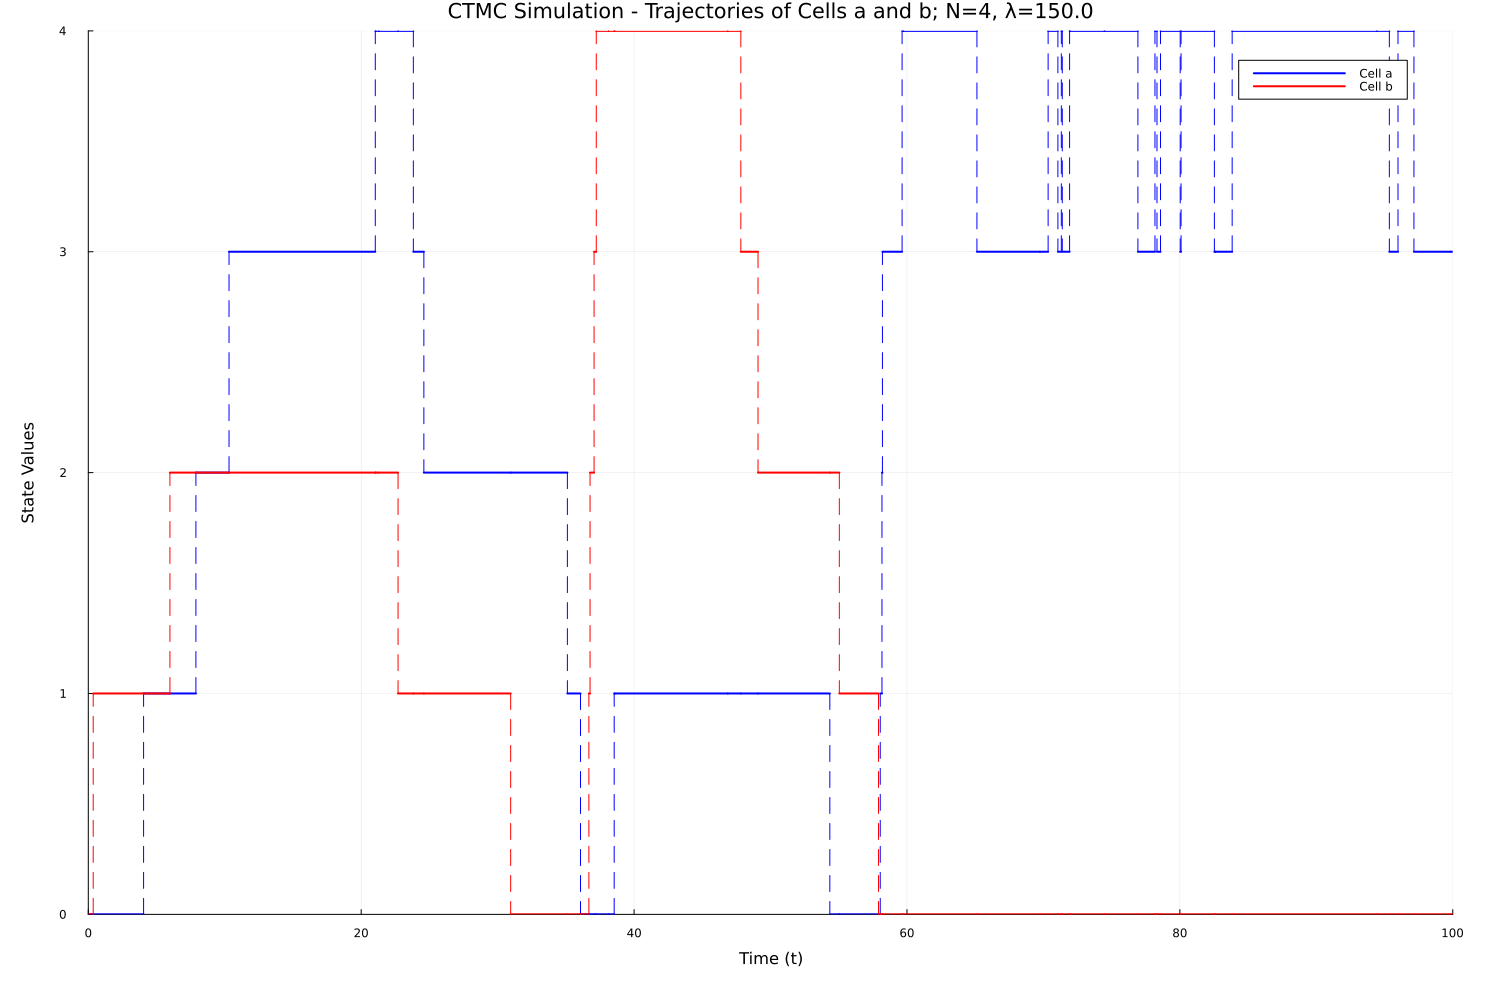 CTMC Simulation - Trajectories of Cells a and b; N=4, λ=150.0
4
Cell a
Cell b
3
State Values
2
1
0
0 20 40 60 80 100
Time (t)